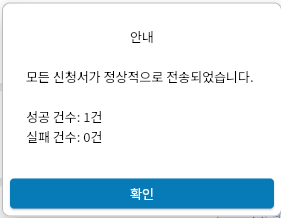 안내
모든 신청서가 정상적으로 전송되었습니다.
성공 건수: 1건
실패 건수: 0건
확인